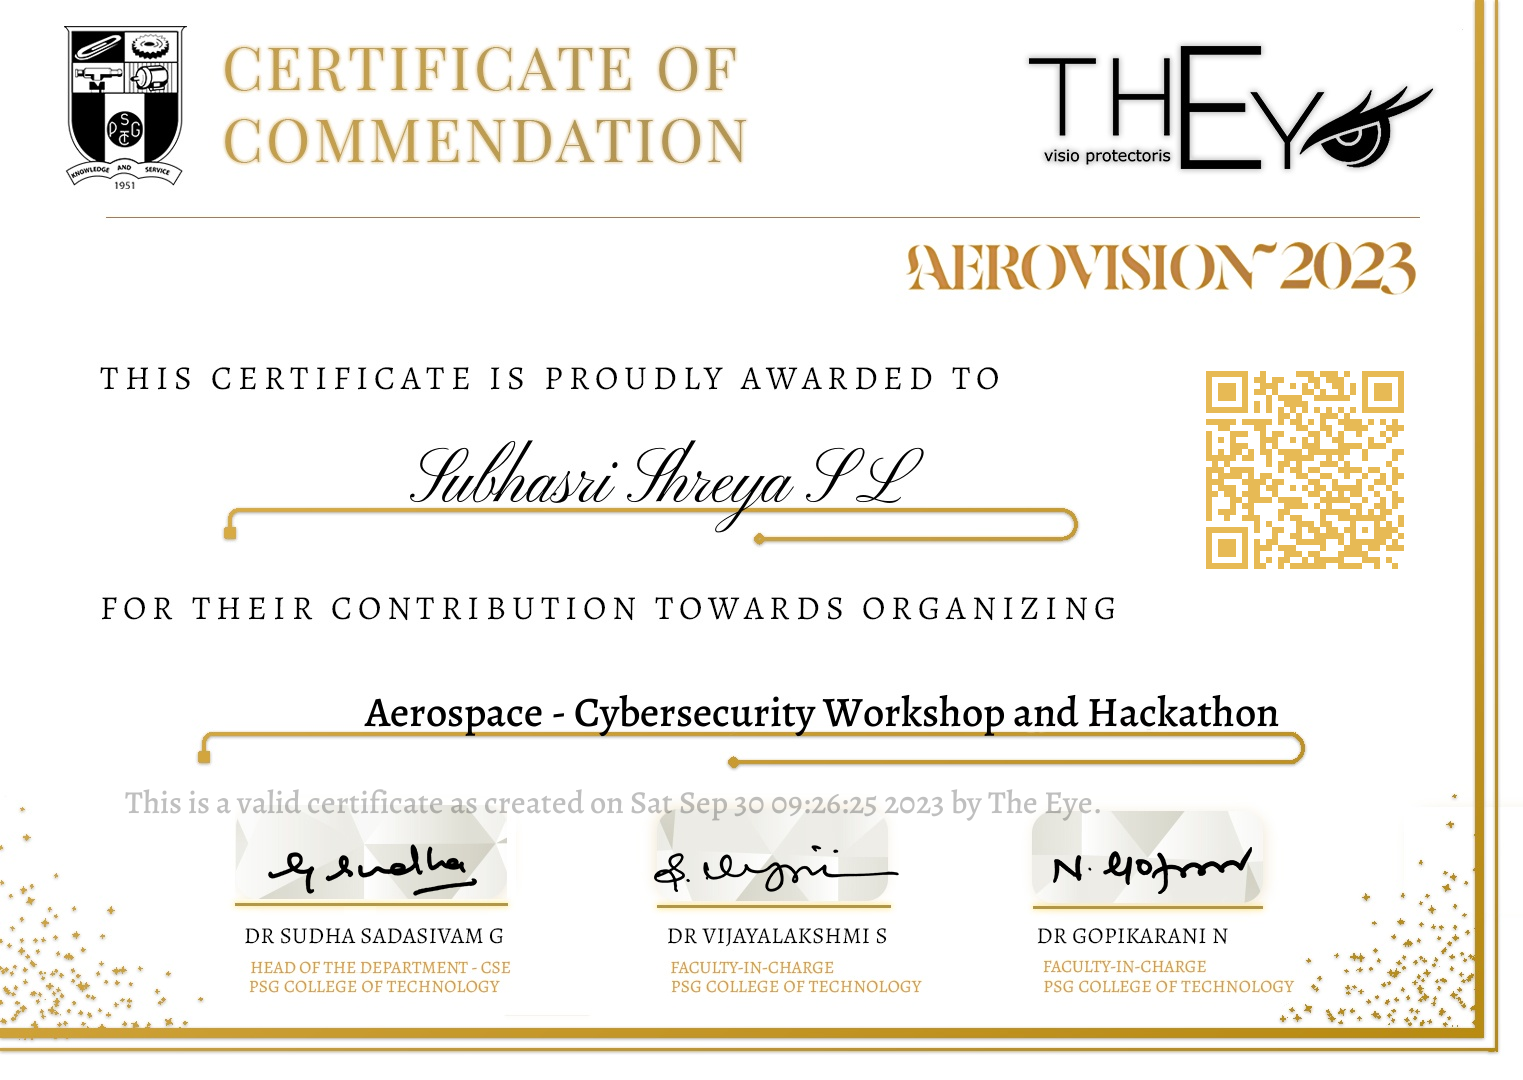 CERTIFICATE OF
COMMENDATION
PSG
TC
KNOWLEDGE AND SERVICE
1951
THEy
visio protectoris
AEROVISION 2023
THIS CERTIFICATE IS PROUDLY AWARDED TO
Subhasri Shreya S L
FOR THEIR CONTRIBUTION TOWARDS ORGANIZING
Aerospace - Cybersecurity Workshop and Hackathon
This is a valid certificate as created on Sat Sep 30 09:26:25 2023 by The Eye.
G Sudha
N. Gopi
DR SUDHA SADASIVAM G
HEAD OF THE DEPARTMENT - CSE
PSG COLLEGE OF TECHNOLOGY
DR VIJAYALAKSHMI S
FACULTY-IN-CHARGE
PSG COLLEGE OF TECHNOLOGY
DR GOPIKARANI N
FACULTY-IN-CHARGE
PSG COLLEGE OF TECHNOLOGY